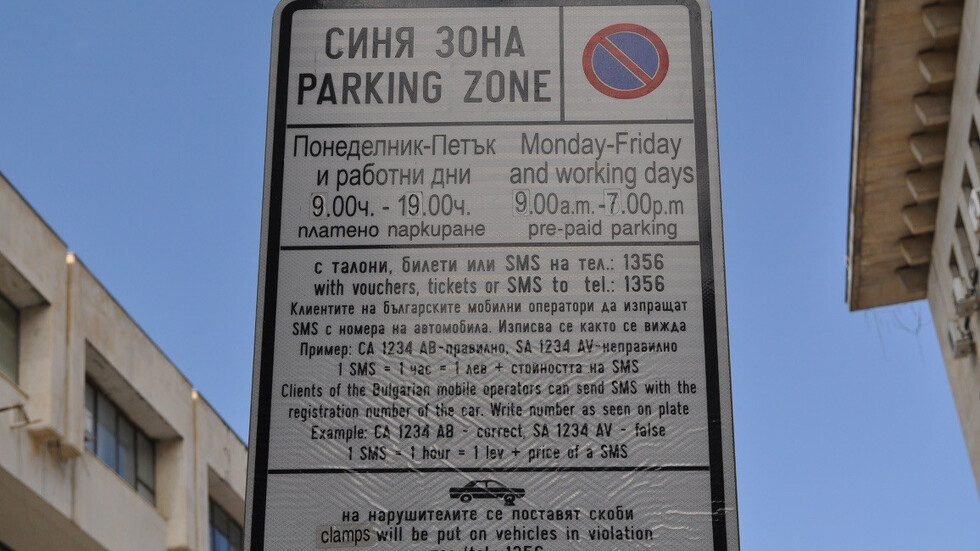 СИНЯ ЗОНА
PARKING ZONE
Понеделник-Петък
и работни дни
9.00ч. - 19.00ч.
платено паркиране
Monday-Friday
and working days
9.00a.m. -7.00p.m
pre-paid parking
с талони, билети или SMS на тел.: 1356
with vouchers, tickets or SMS to tel.: 1356
Клиентите на българските мобилни оператори да изпращат
SMS с номера на автомобила. Изписва се както се вижда
Пример: СА 1234 АВ-правилно, SA 1234 AV-неправилно
1 SMS = 1 час = 1 лев + стойността на SMS
Clients of the Bulgarian mobile operators can send SMS with the
registration number of the car. Write number as seen on plate
Example: CA 1234 AB - correct, SA 1234 AV - false
1 SMS = 1 hour = 1 lev + price of a SMS
на нарушителите се поставят скоби
clamps will be put on vehicles in violation
1356